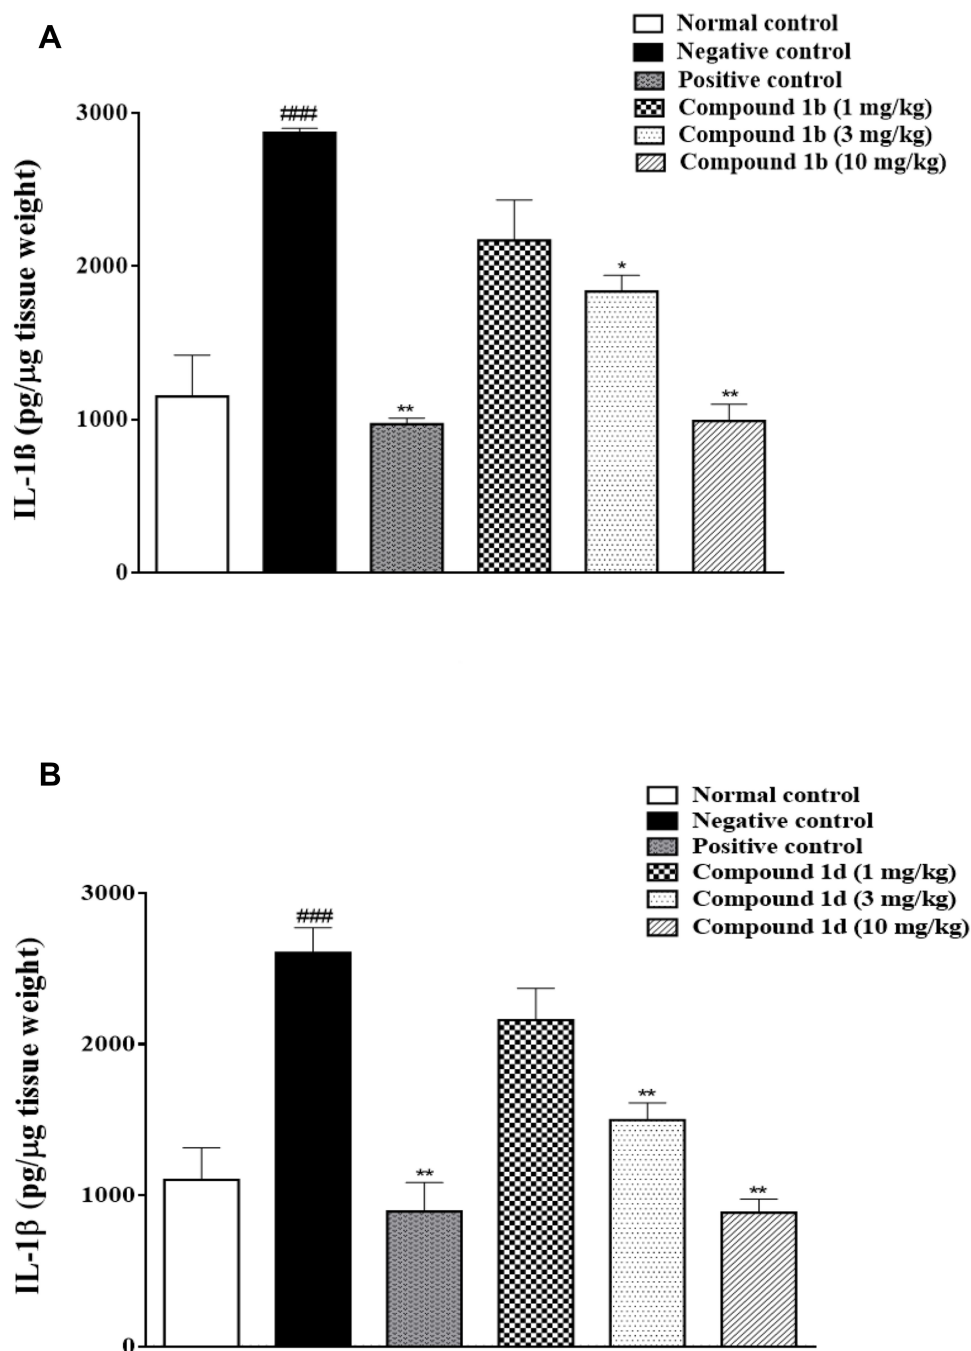 A
Normal control
Negative control
Positive control
Compound 1b (1 mg/kg)
Compound 1b (3 mg/kg)
Compound 1b (10 mg/kg)
IL-1ß (pg/µg tissue weight)
3000
2000
1000
0
###
**
*
**
B
Normal control
Negative control
Positive control
Compound 1d (1 mg/kg)
Compound 1d (3 mg/kg)
Compound 1d (10 mg/kg)
IL-1β (pg/µg tissue weight)
3000
2000
1000
0
###
**
**
**